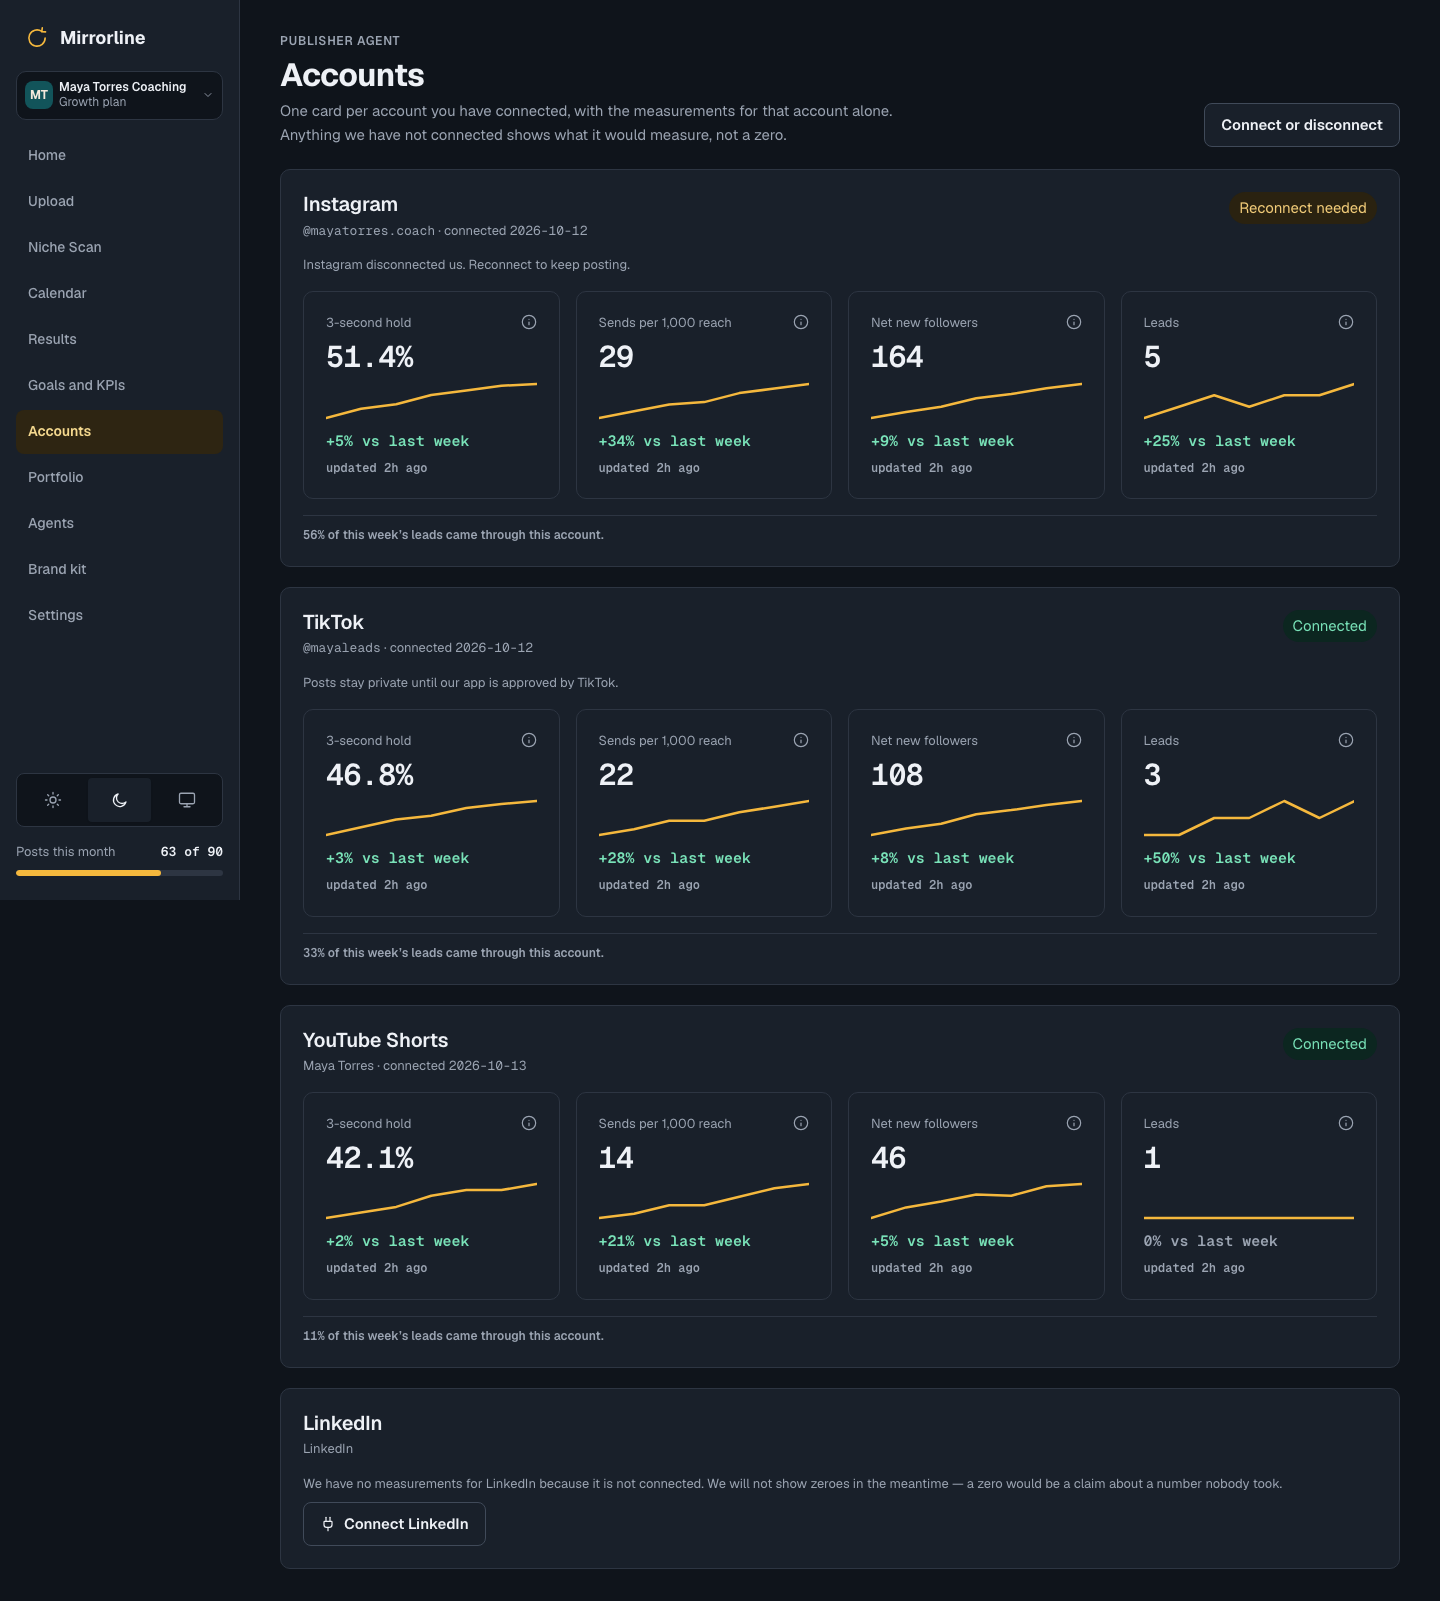 Mirrorline
MT
Maya Torres Coaching
Growth plan
Home
Upload
Niche Scan
Calendar
Results
Goals and KPIs
Accounts
Portfolio
Agents
Brand kit
Settings
Posts this month 63 of 90
PUBLISHER AGENT
Accounts
One card per account you have connected, with the measurements for that account alone.
Anything we have not connected shows what it would measure, not a zero.
Connect or disconnect
Instagram
Reconnect needed
@mayatorres.coach · connected 2026-10-12
Instagram disconnected us. Reconnect to keep posting.
3-second hold
51.4%
+5% vs last week
updated 2h ago
Sends per 1,000 reach
29
+34% vs last week
updated 2h ago
Net new followers
164
+9% vs last week
updated 2h ago
Leads
5
+25% vs last week
updated 2h ago
56% of this week's leads came through this account.
TikTok
Connected
@mayaleads · connected 2026-10-12
Posts stay private until our app is approved by TikTok.
3-second hold
46.8%
+3% vs last week
updated 2h ago
Sends per 1,000 reach
22
+28% vs last week
updated 2h ago
Net new followers
108
+8% vs last week
updated 2h ago
Leads
3
+50% vs last week
updated 2h ago
33% of this week's leads came through this account.
YouTube Shorts
Connected
Maya Torres · connected 2026-10-13
3-second hold
42.1%
+2% vs last week
updated 2h ago
Sends per 1,000 reach
14
+21% vs last week
updated 2h ago
Net new followers
46
+5% vs last week
updated 2h ago
Leads
1
0% vs last week
updated 2h ago
11% of this week's leads came through this account.
LinkedIn
LinkedIn
We have no measurements for LinkedIn because it is not connected. We will not show zeroes in the meantime — a zero would be a claim about a number nobody took.
Connect LinkedIn